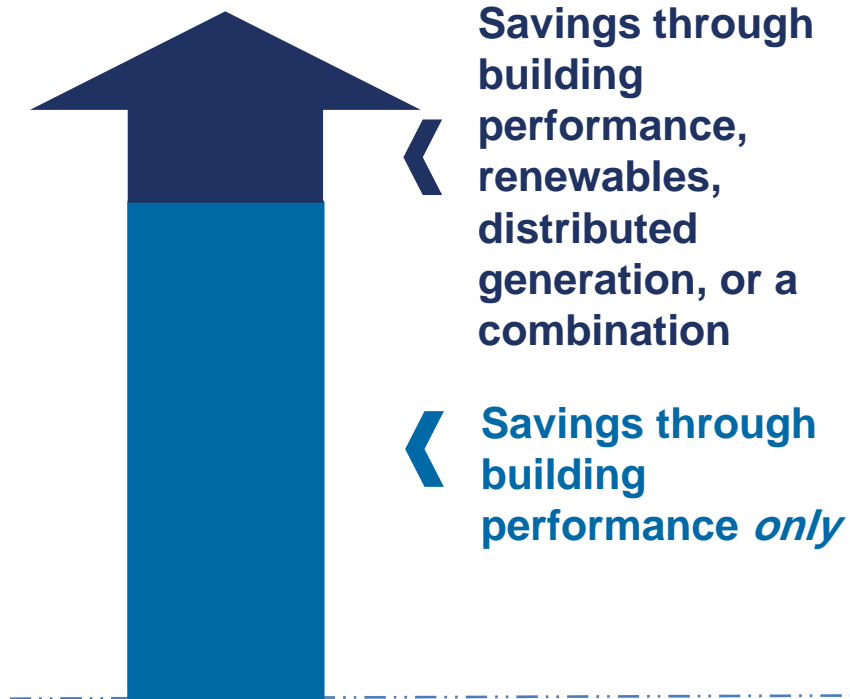 Savings through
building
performance,
renewables,
distributed
generation, or a
combination
Savings through
building
performance only